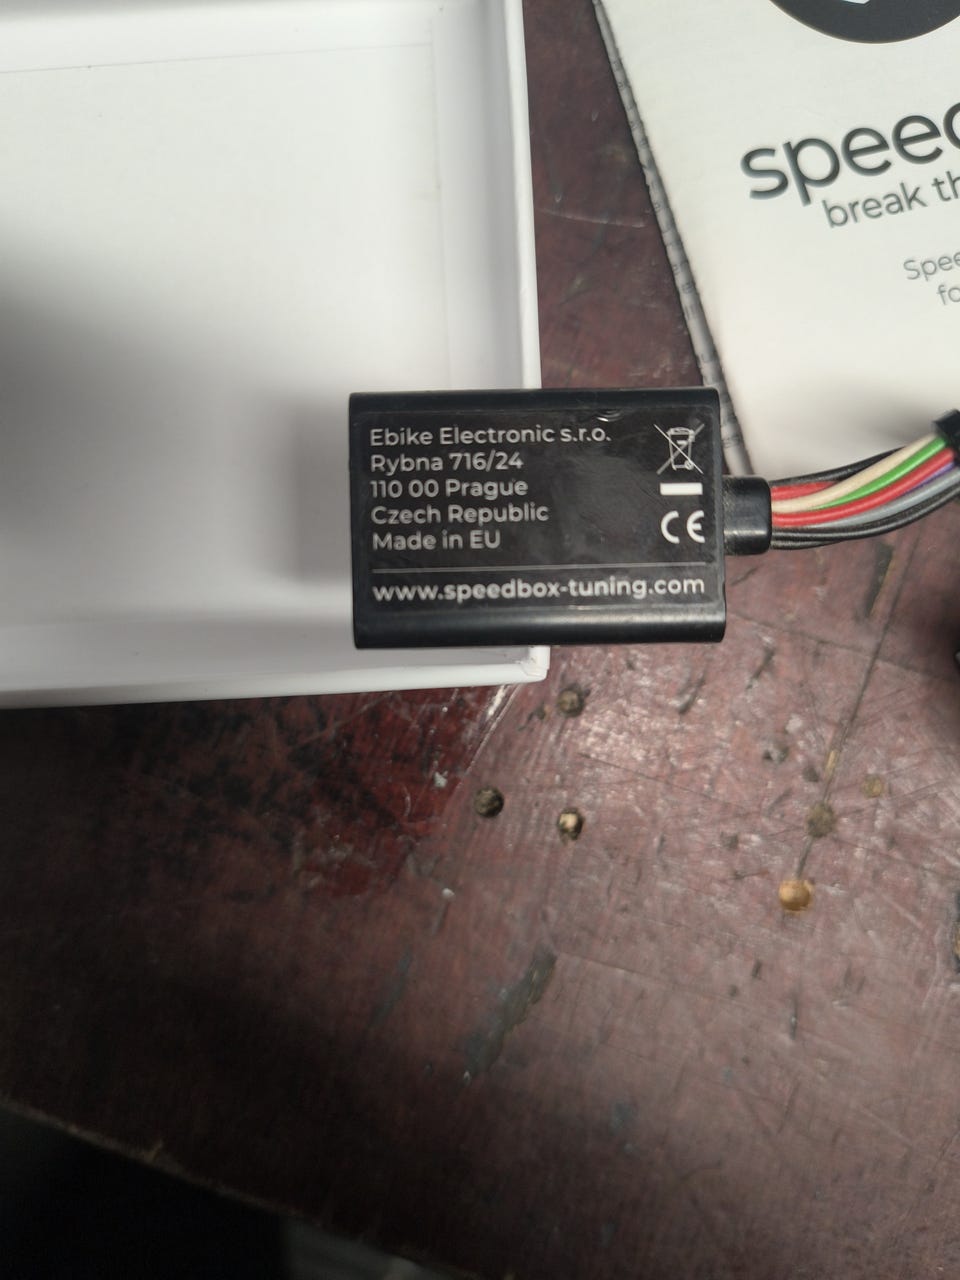 speed
break th
Spee
fo
Ebike Electronic s.r.o.
Rybna 716/24
110 00 Prague
Czech Republic
Made in EU
CE
www.speedbox-tuning.com